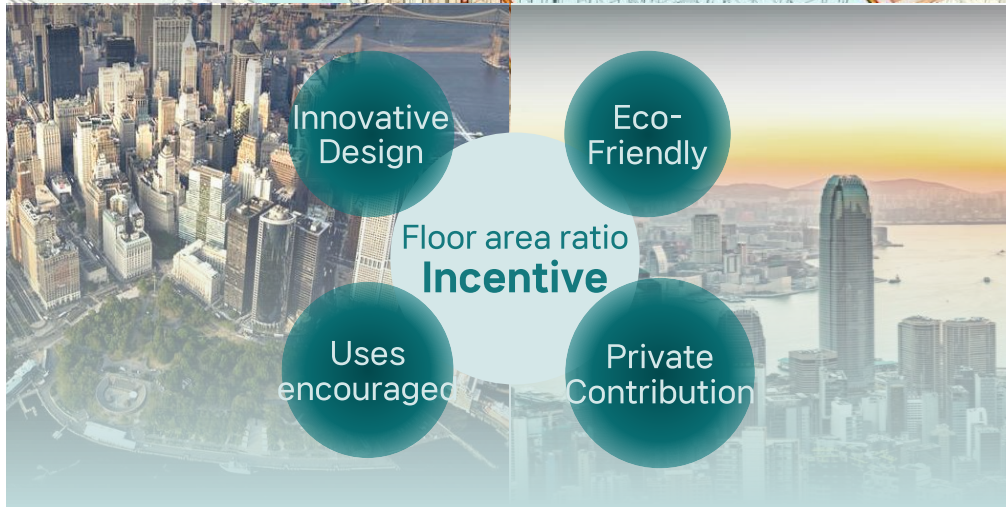 Innovative
Design
Eco-
Friendly
Floor area ratio
Incentive
Uses
encouraged
Private
Contribution